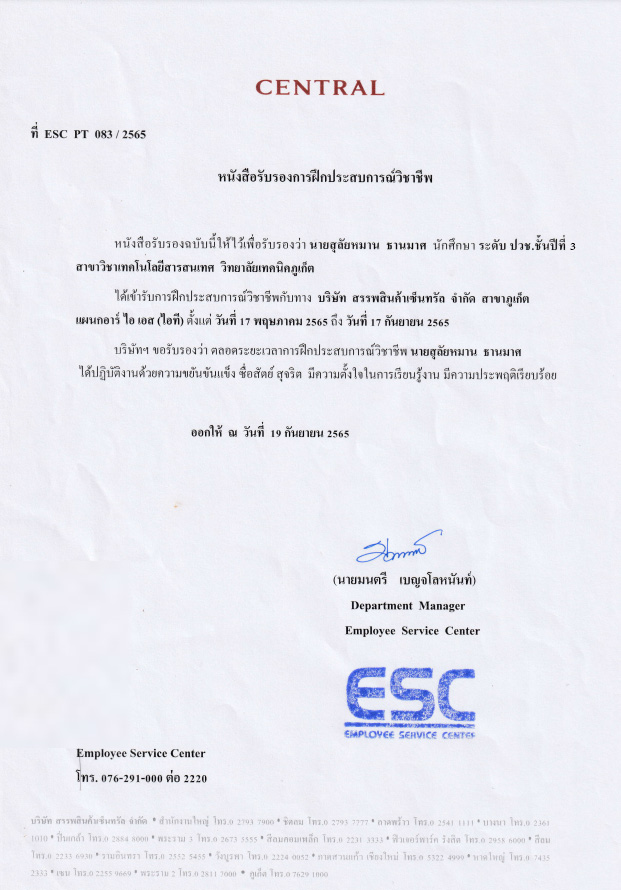 CENTRAL
ที่ ESC PT 083 / 2565
หนังสือรับรองการฝึกประสบการณ์วิชาชีพ
หนังสือรับรองฉบับนี้ให้ไว้เพื่อรับรองว่า นายสุลัยหมาน ธานมาศ นักศึกษา ระดับ ปวช.ชั้นปีที่ 3
สาขาวิชาเทคโนโลยีสารสนเทศ วิทยาลัยเทคนิคภูเก็ต
ได้เข้ารับการฝึกประสบการณ์วิชาชีพกับทาง บริษัท สรรพสินค้าเซ็นทรัล จำกัด สาขาภูเก็ต
แผนกอาร์ ไอ เอส (ไอที) ตั้งแต่ วันที่ 17 พฤษภาคม 2565 ถึง วันที่ 17 กันยายน 2565
บริษัทฯ ขอรับรองว่า ตลอดระยะเวลาการฝึกประสบการณ์วิชาชีพ นายสุลัยหมาน ธานมาศ
ได้ปฏิบัติงานด้วยความขยันขันแข็ง ซื่อสัตย์ สุจริต มีความตั้งใจในการเรียนรู้งาน มีความประพฤติเรียบร้อย
ออกให้ ณ วันที่ 19 กันยายน 2565
(นายมนตรี เบญจโลหนันท์)
Department Manager
Employee Service Center
ESC
EMPLOYEE SERVICE CENTER
Employee Service Center
โทร. 076-291-000 ต่อ 2220
บริษัท สรรพสินค้าเซ็นทรัล จำกัด * สำนักงานใหญ่ โทร.0 2793 7900 * ชิดลม โทร.0 2793 7777 * ลาดพร้าว โทร.0 2541 1111 * บางนา โทร.0 2361
1010 * ปิ่นเกล้า โทร.0 2884 8000 * พระราม 3 โทร.0 2673 5555 * สีลมคอมเพล็ก โทร.0 2231 3333 * ฟิวเจอร์พาร์ค รังสิต โทร.0 2958 6000 * สีลม
โทร.0 2233 6930 * รามอินทรา โทร.0 2552 5455 * วังบูรพา โทร.0 2224 0052 * กาดสวนแก้ว เชียงใหม่ โทร.0 5322 4999 * หาดใหญ่ โทร.0 7435
2333 * เซน โทร.0 2255 9669 * พระราม 2 โทร.0 2811 7000 * ภูเก็ต โทร.0 7629 1000